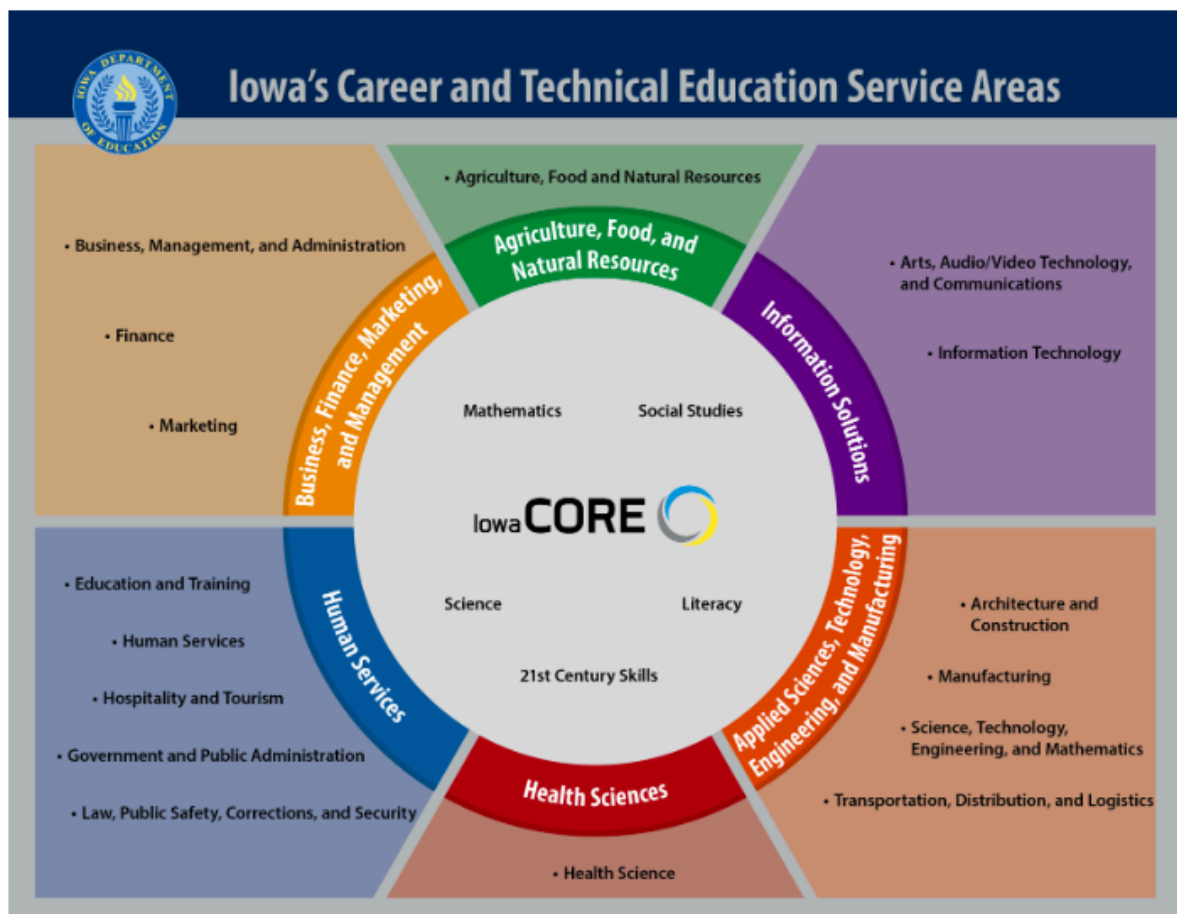 IOWA DEPARTMENT
OF EDUCATION
Iowa's Career and Technical Education Service Areas
• Agriculture, Food and Natural Resources
Agriculture, Food, and
Natural Resources
• Business, Management, and Administration
• Finance
• Marketing
Business, Finance, Marketing,
and Management
• Arts, Audio/Video Technology,
and Communications
• Information Technology
Information Solutions
Mathematics
Social Studies
Iowa CORE
Science
Literacy
21st Century Skills
• Education and Training
• Human Services
• Hospitality and Tourism
• Government and Public Administration
• Law, Public Safety, Corrections, and Security
Human Services
Applied Sciences, Technology,
Engineering, and Manufacturing
• Architecture and
Construction
• Manufacturing
• Science, Technology,
Engineering, and Mathematics
• Transportation, Distribution, and Logistics
Health Sciences
• Health Science